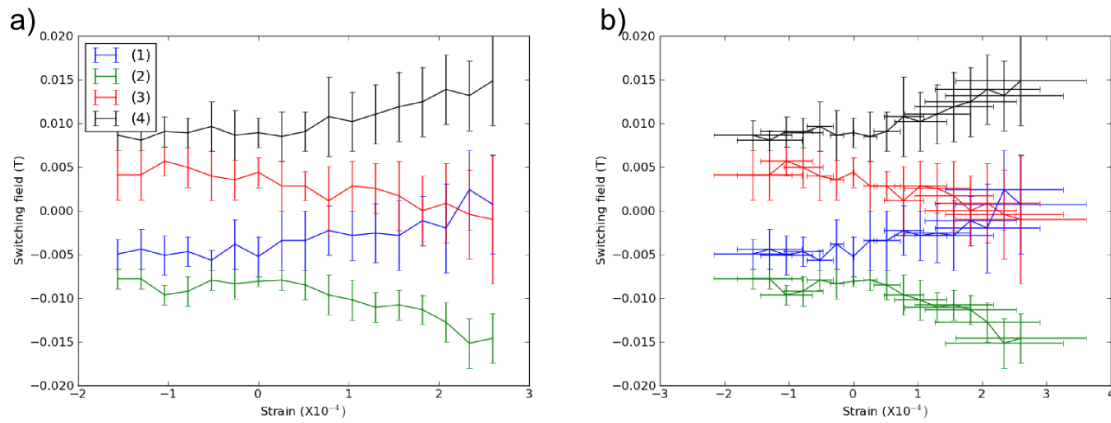 a)
0.020
0.015
0.010
0.005
0.000
−0.005
−0.010
−0.015
−0.020
Switching field (T)
(1)
(2)
(3)
(4)
−2 −1 0 1 2 3
Strain (X10⁻⁴)
b)
0.020
0.015
0.010
0.005
0.000
−0.005
−0.010
−0.015
−0.020
Switching field (T)
−3 −2 −1 0 1 2 3 4
Strain (X10⁻⁴)